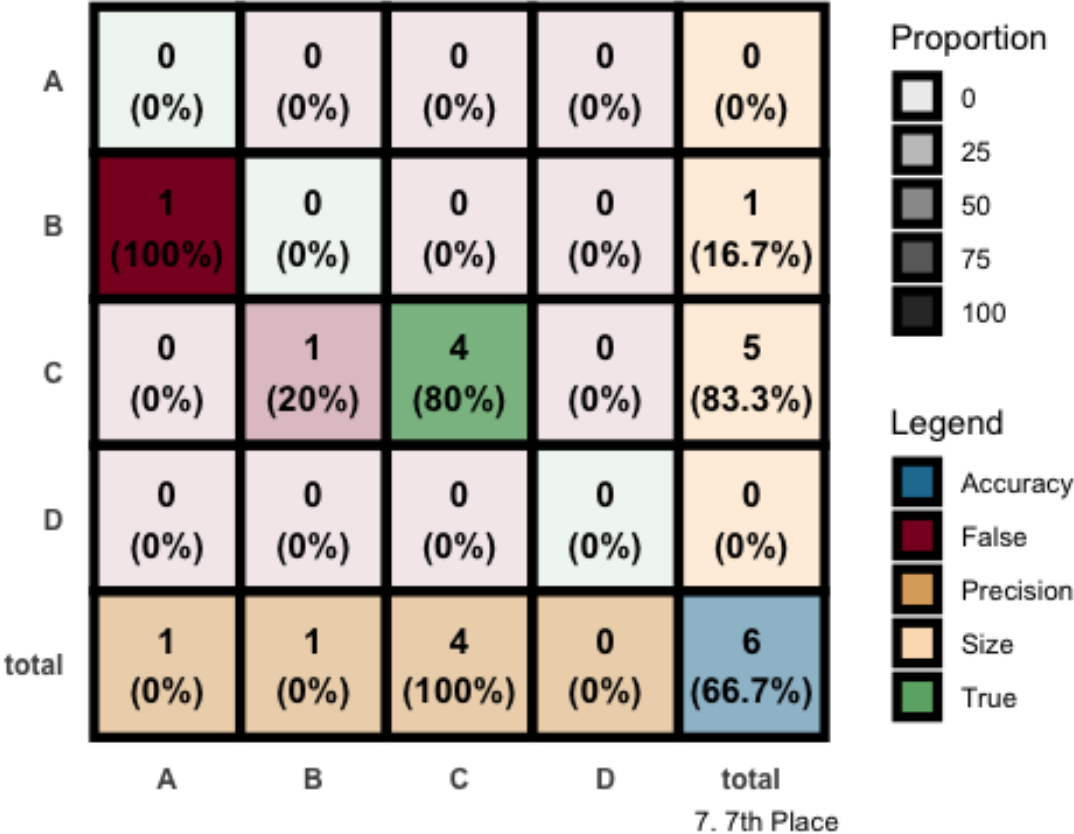 A
0 0 0 0 0
(0%) (0%) (0%) (0%) (0%)
B
1 0 0 0 1
(100%) (0%) (0%) (0%) (16.7%)
C
0 1 4 0 5
(0%) (20%) (80%) (0%) (83.3%)
D
0 0 0 0 0
(0%) (0%) (0%) (0%) (0%)
total
1 1 4 0 6
(0%) (0%) (100%) (0%) (66.7%)
A B C D total
7. 7th Place
Proportion
0
25
50
75
100
Legend
Accuracy
False
Precision
Size
True